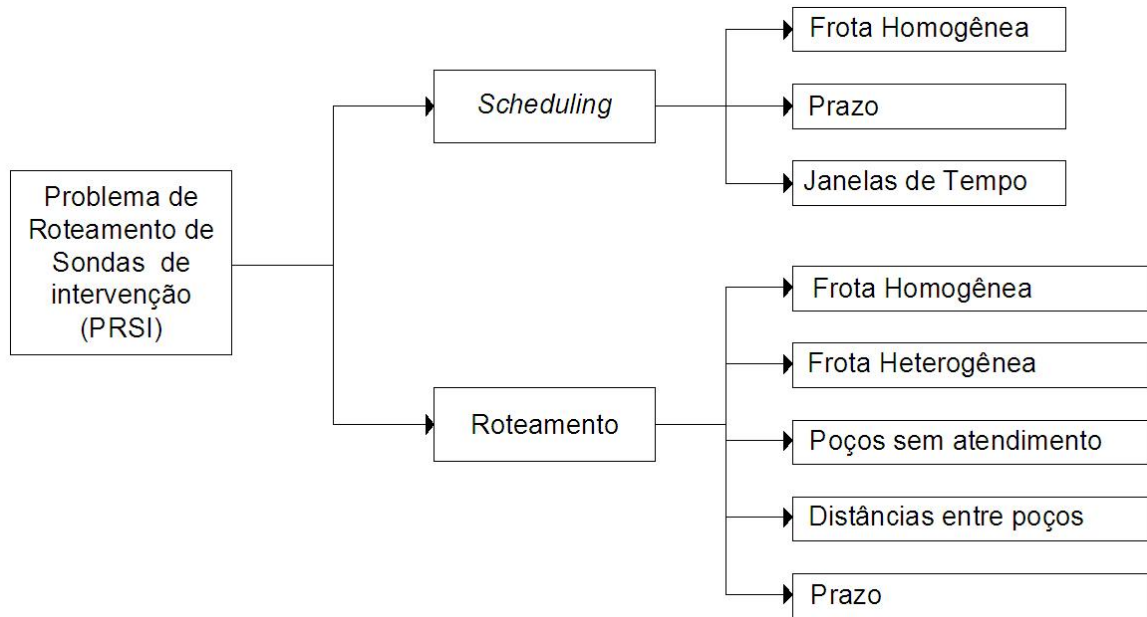 Problema de
Roteamento de
Sondas de
intervenção
(PRSI)
Scheduling
Frota Homogênea
Prazo
Janelas de Tempo
Roteamento
Frota Homogênea
Frota Heterogênea
Poços sem atendimento
Distâncias entre poços
Prazo